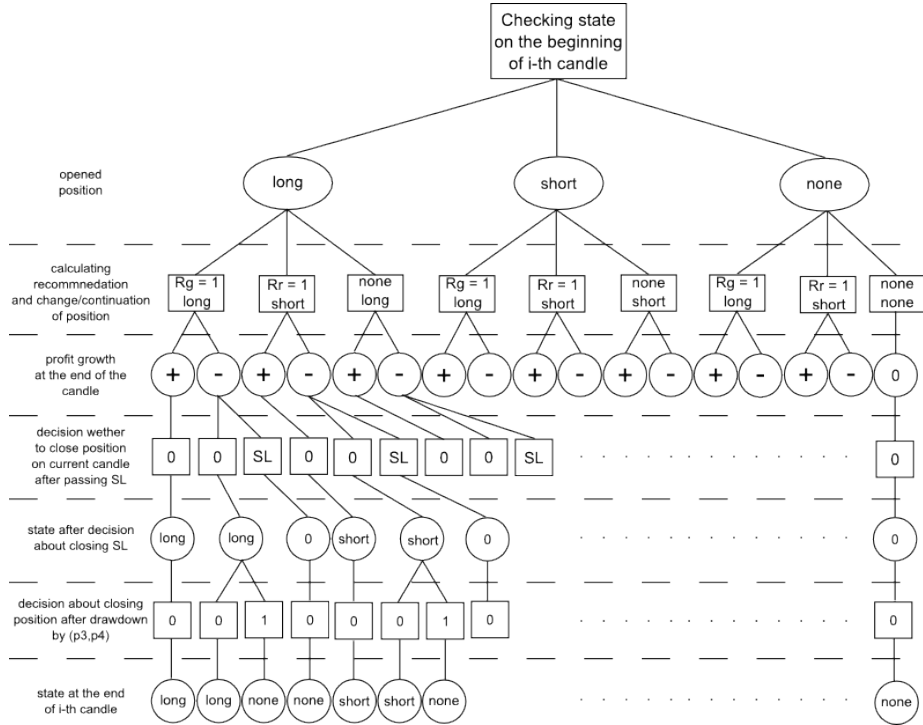 Checking state
on the beginning
of i-th candle
opened
position
long
short
none
calculating
recommnedation
and change/continuation
of position
Rg = 1
long
Rr = 1
short
none
long
Rg = 1
long
Rr = 1
short
none
short
Rg = 1
long
Rr = 1
short
none
none
profit growth
at the end of the
candle
+ - + - + - + - + - + - + - + - 0
decision wether
to close position
on current candle
after passing SL
0 0 SL 0 0 SL 0 0 SL . . . . . . . . . . . . . . . . 0
state after decision
about closing SL
long long 0 short short 0 . . . . . . . . . . . . . . . . 0
decision about closing
position after drawdown
by (p3,p4)
0 0 1 0 0 0 1 0 . . . . . . . . . . . . . . . . 0
state at the end
of i-th candle
long long none none short short none . . . . . . . . . . . . . . . . none